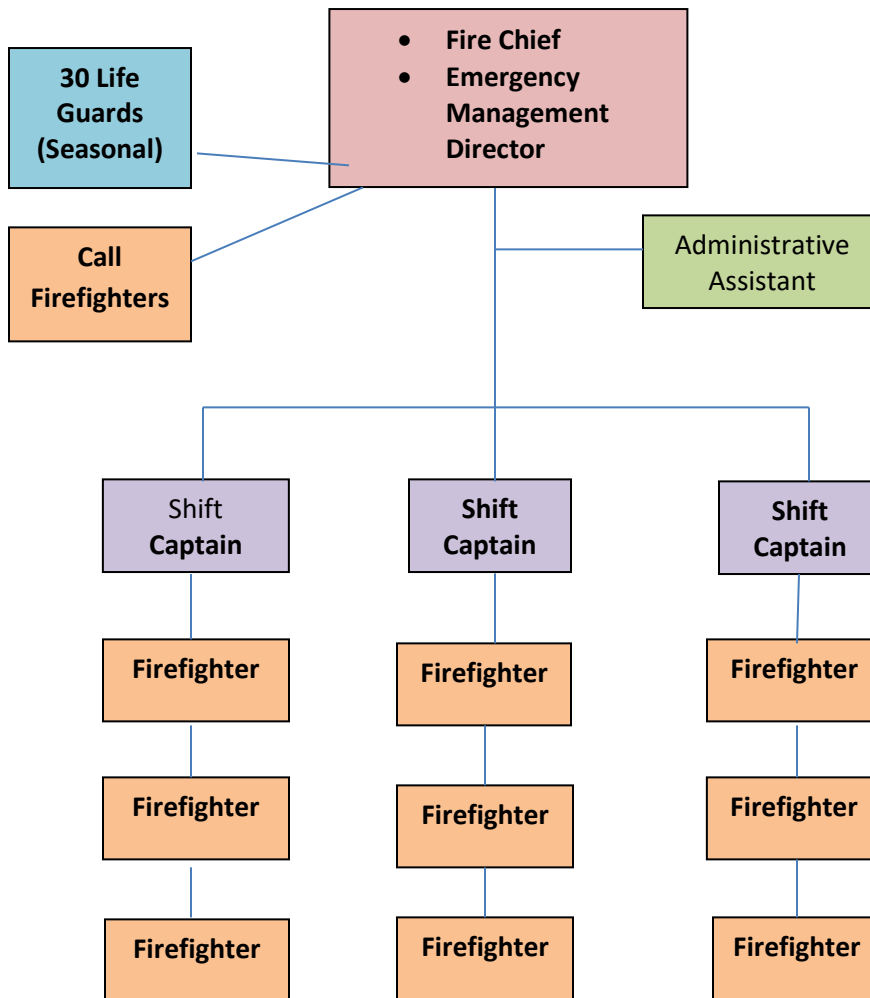 • Fire Chief
• Emergency
Management
Director
30 Life
Guards
(Seasonal)
Call
Firefighters
Administrative
Assistant
Shift
Captain
Shift
Captain
Shift
Captain
Firefighter
Firefighter
Firefighter
Firefighter
Firefighter
Firefighter
Firefighter
Firefighter
Firefighter